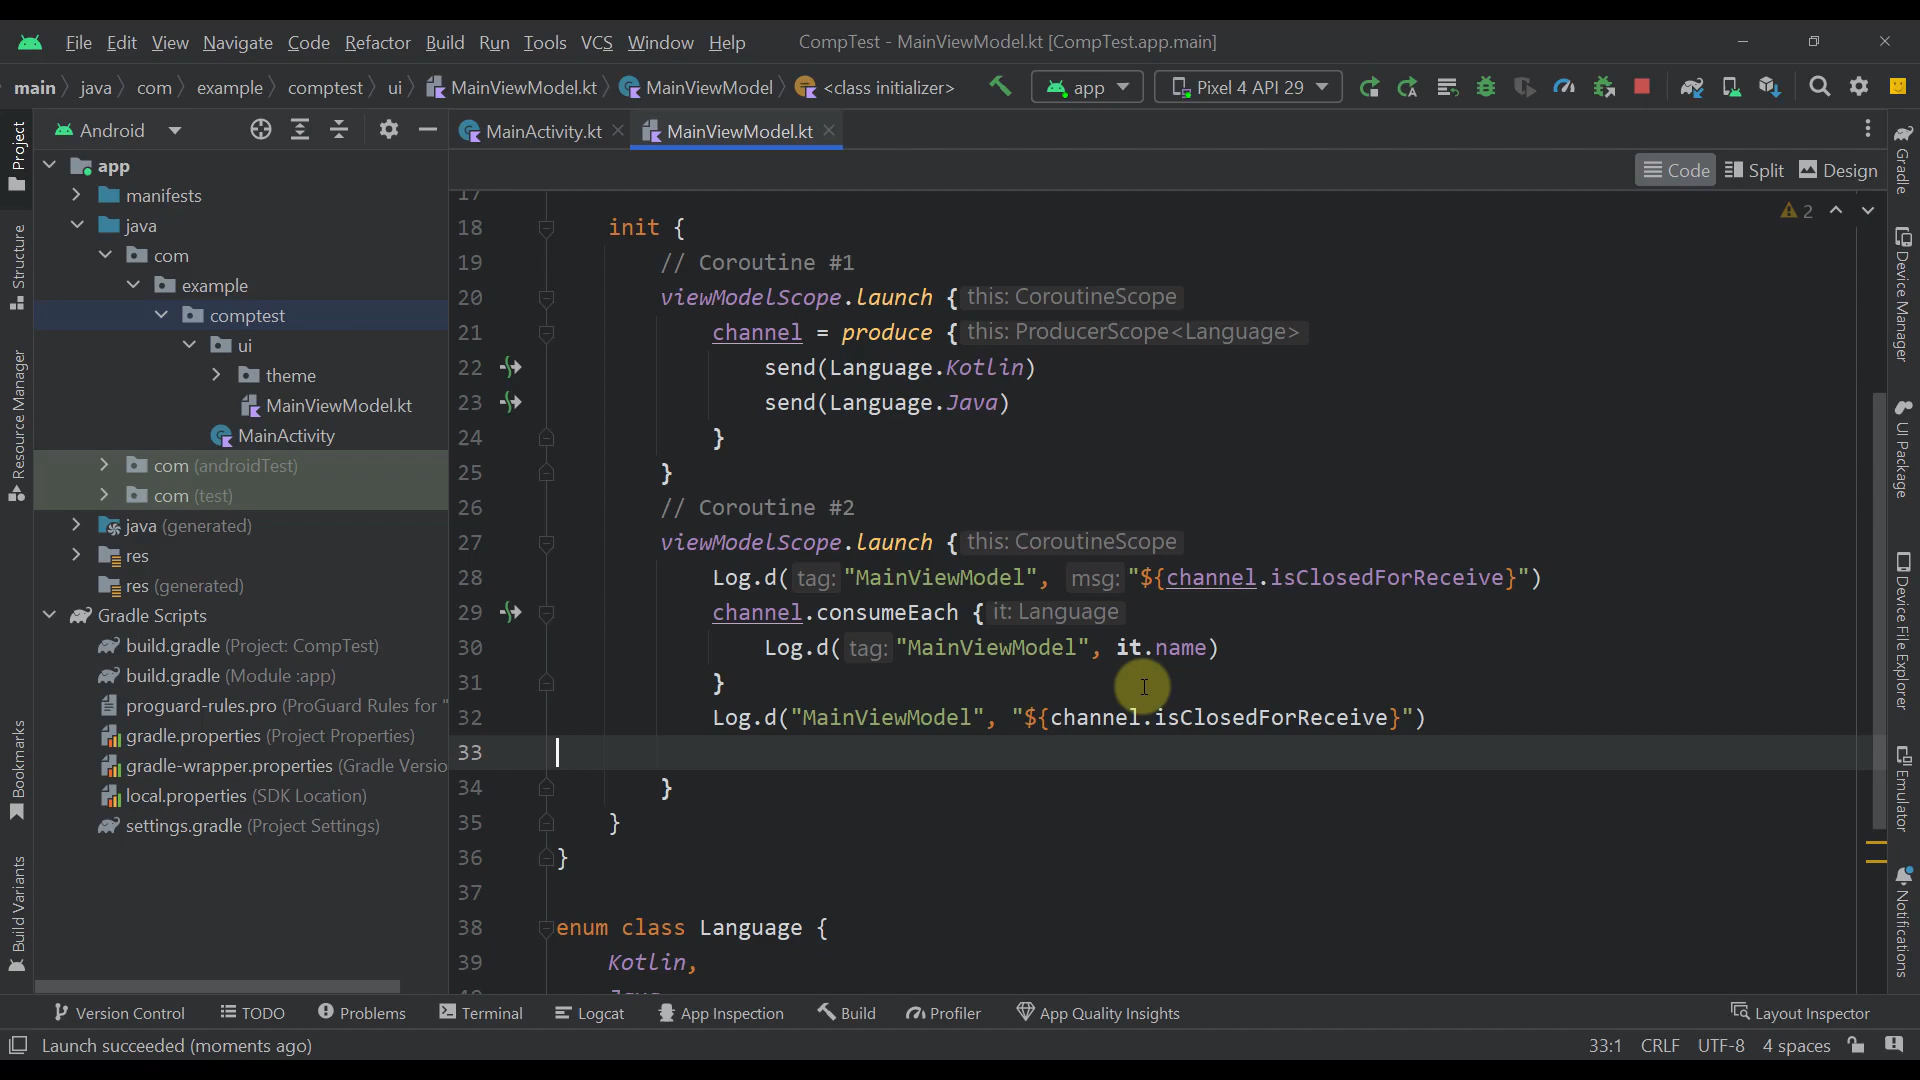 File Edit View Navigate Code Refactor Build Run Tools VCS Window Help CompTest - MainViewModel.kt [CompTest.app.main]
main java com example comptest ui MainViewModel.kt MainViewModel <class initializer> app Pixel 4 API 29
Android
MainActivity.kt MainViewModel.kt
Code Split Design
Project
Structure
Resource Manager
Bookmarks
Build Variants
app
manifests
java
com
example
comptest
ui
theme
MainViewModel.kt
MainActivity
com (androidTest)
com (test)
java (generated)
res
res (generated)
Gradle Scripts
build.gradle (Project: CompTest)
build.gradle (Module :app)
proguard-rules.pro (ProGuard Rules for "
gradle.properties (Project Properties)
gradle-wrapper.properties (Gradle Versio
local.properties (SDK Location)
settings.gradle (Project Settings)
2
17
18 init {
19 // Coroutine #1
20 viewModelScope.launch { this: CoroutineScope
21 channel = produce { this: ProducerScope<Language>
22 send(Language.Kotlin)
23 send(Language.Java)
24 }
25 }
26 // Coroutine #2
27 viewModelScope.launch { this: CoroutineScope
28 Log.d( tag: "MainViewModel", msg: "${channel.isClosedForReceive}")
29 channel.consumeEach { it: Language
30 Log.d( tag: "MainViewModel", it.name)
31 }
32 Log.d("MainViewModel", "${channel.isClosedForReceive}")
33
34 }
35 }
36 }
37
38 enum class Language {
39 Kotlin,
Gradle
Device Manager
UI Package
Device File Explorer
Emulator
Notifications
Version Control TODO Problems Terminal Logcat App Inspection Build Profiler App Quality Insights Layout Inspector
Launch succeeded (moments ago) 33:1 CRLF UTF-8 4 spaces